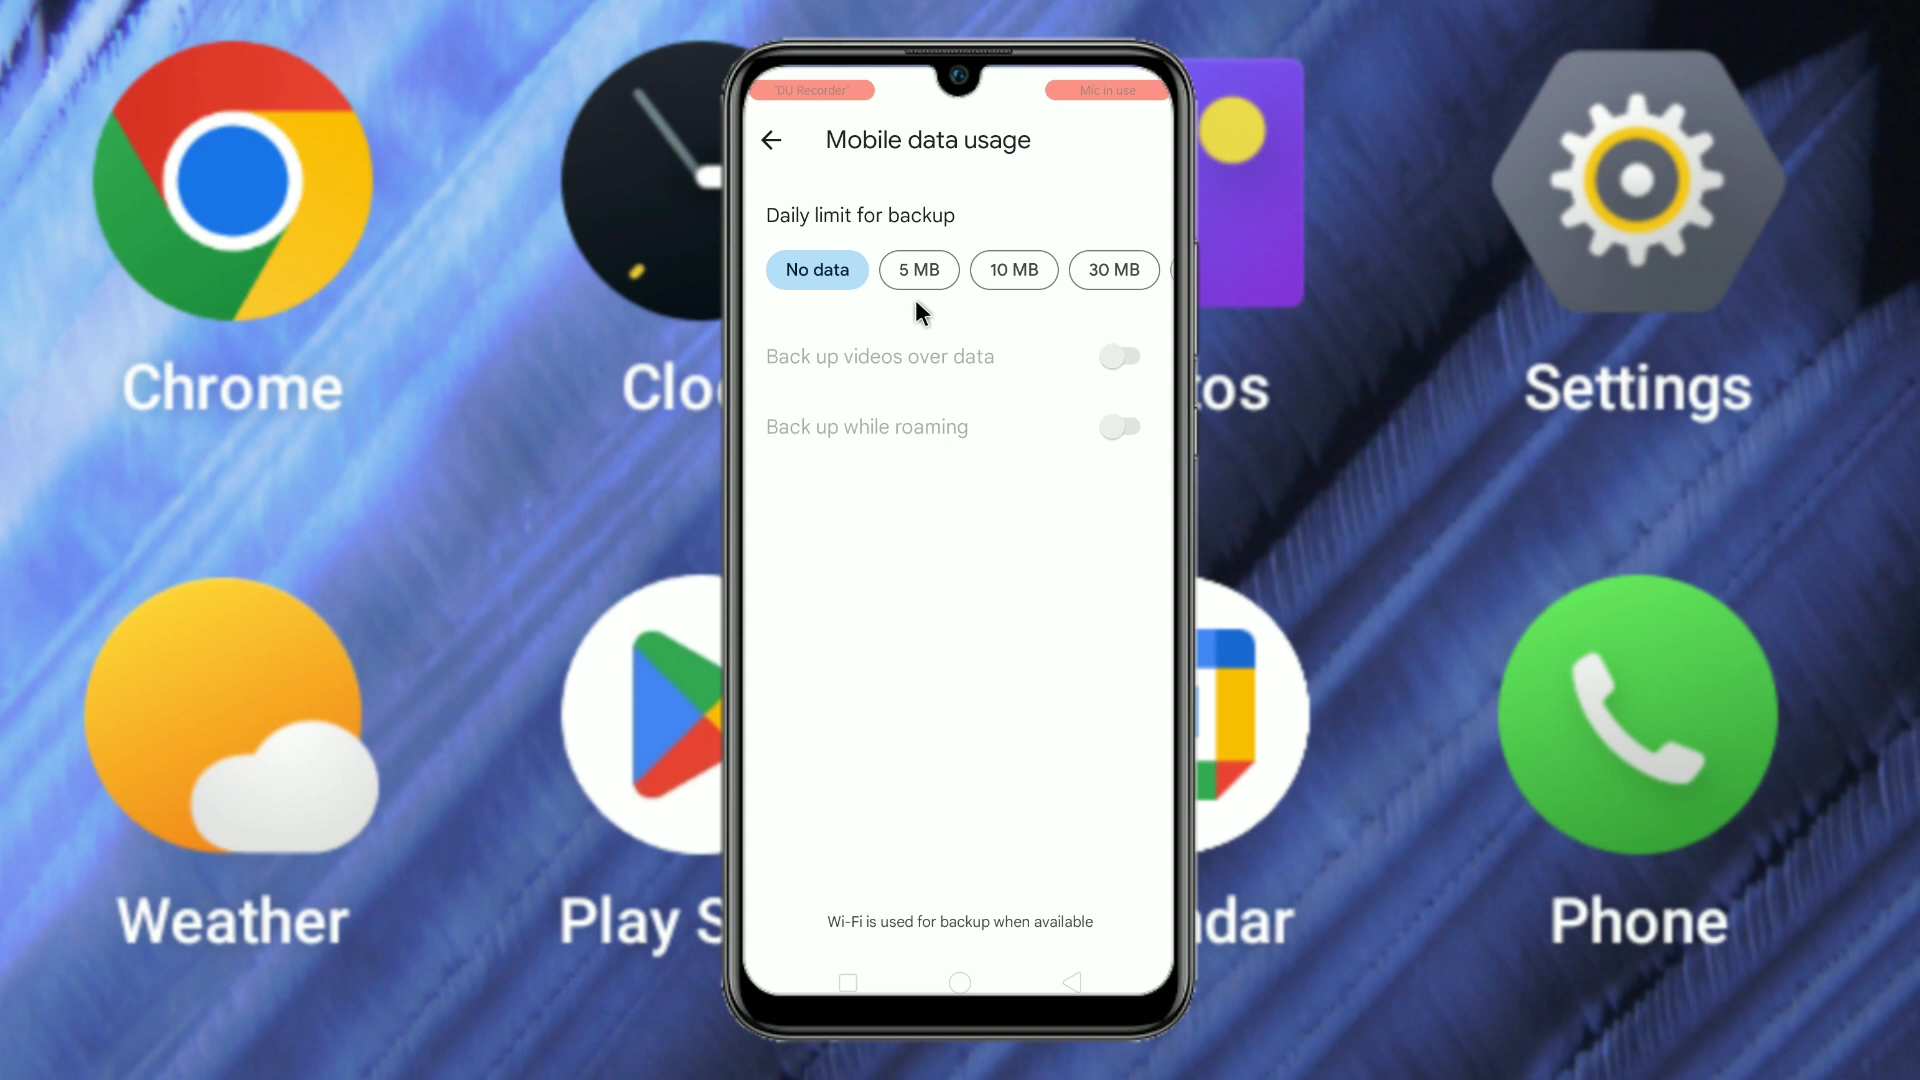 "DU Recorder"
Mic in use
Mobile data usage
Daily limit for backup
No data
5 MB
10 MB
30 MB
Back up videos over data
Back up while roaming
Wi-Fi is used for backup when available
Chrome
Clo
tos
Settings
Weather
Play S
ndar
Phone